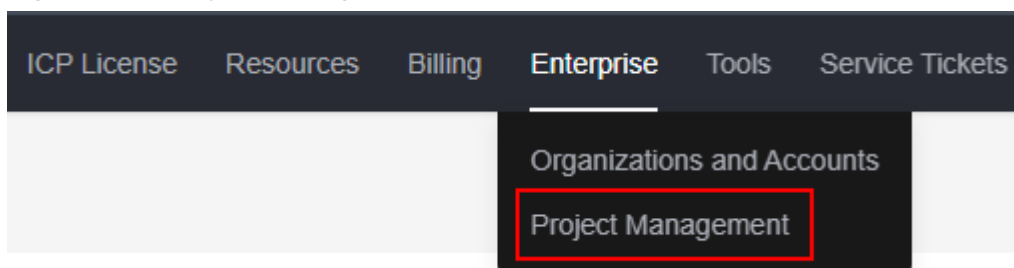 ICP License Resources Billing Enterprise Tools Service Tickets
Organizations and Accounts
Project Management